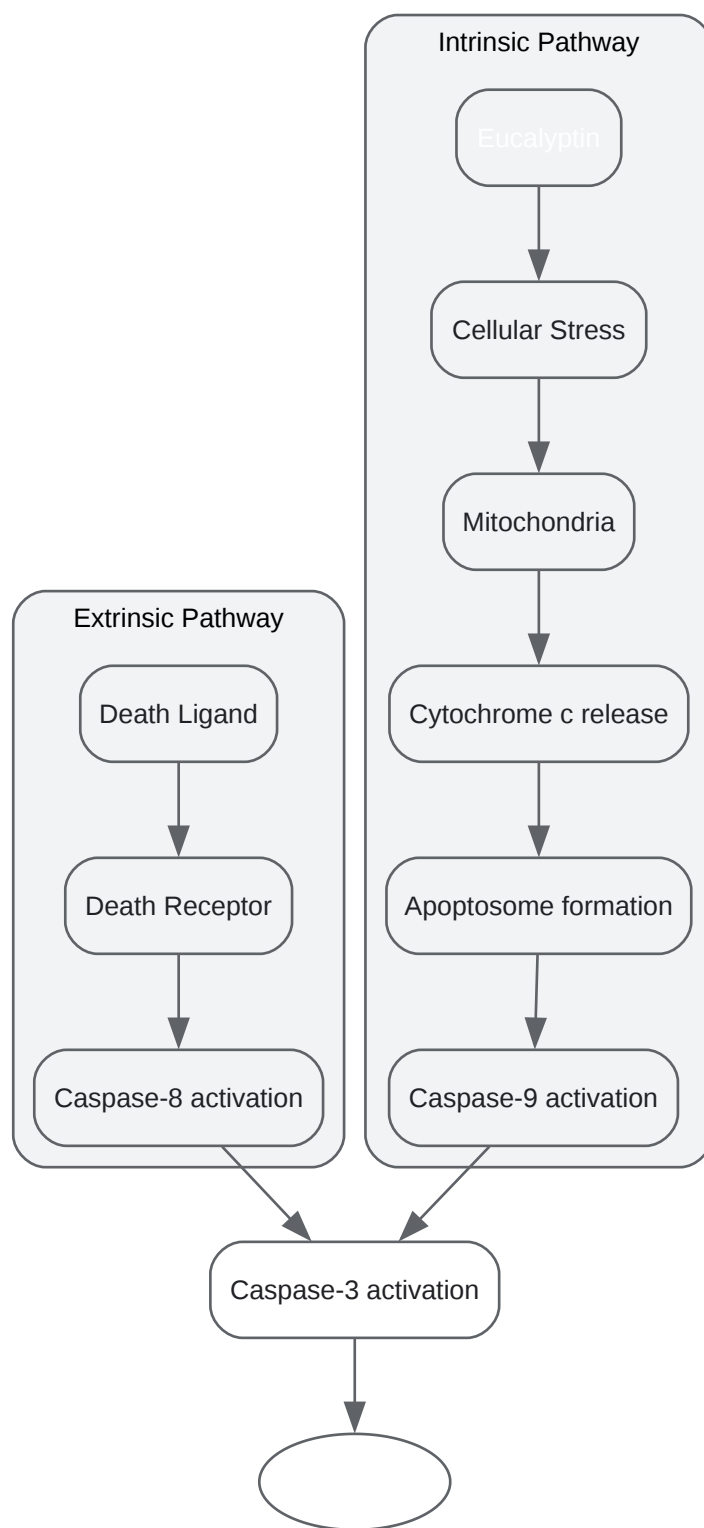 Intrinsic Pathway
Eucalyptin
Cellular Stress
Mitochondria
Cytochrome c release
Apoptosome formation
Caspase-9 activation
Extrinsic Pathway
Death Ligand
Death Receptor
Caspase-8 activation
Caspase-3 activation